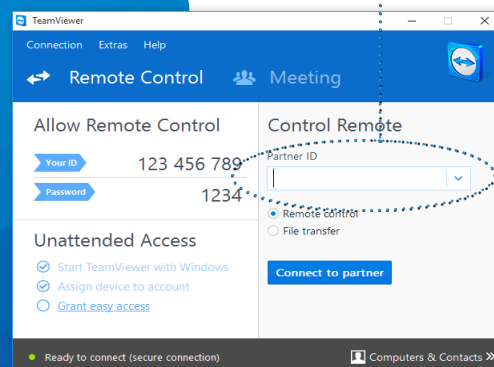 TeamViewer
Connection Extras Help
Remote Control Meeting
Allow Remote Control
Your ID 123 456 789
Password 1234
Unattended Access
Start TeamViewer with Windows
Assign device to account
Grant easy access
Control Remote
Partner ID
Remote control
File transfer
Connect to partner
Ready to connect (secure connection)
Computers & Contacts